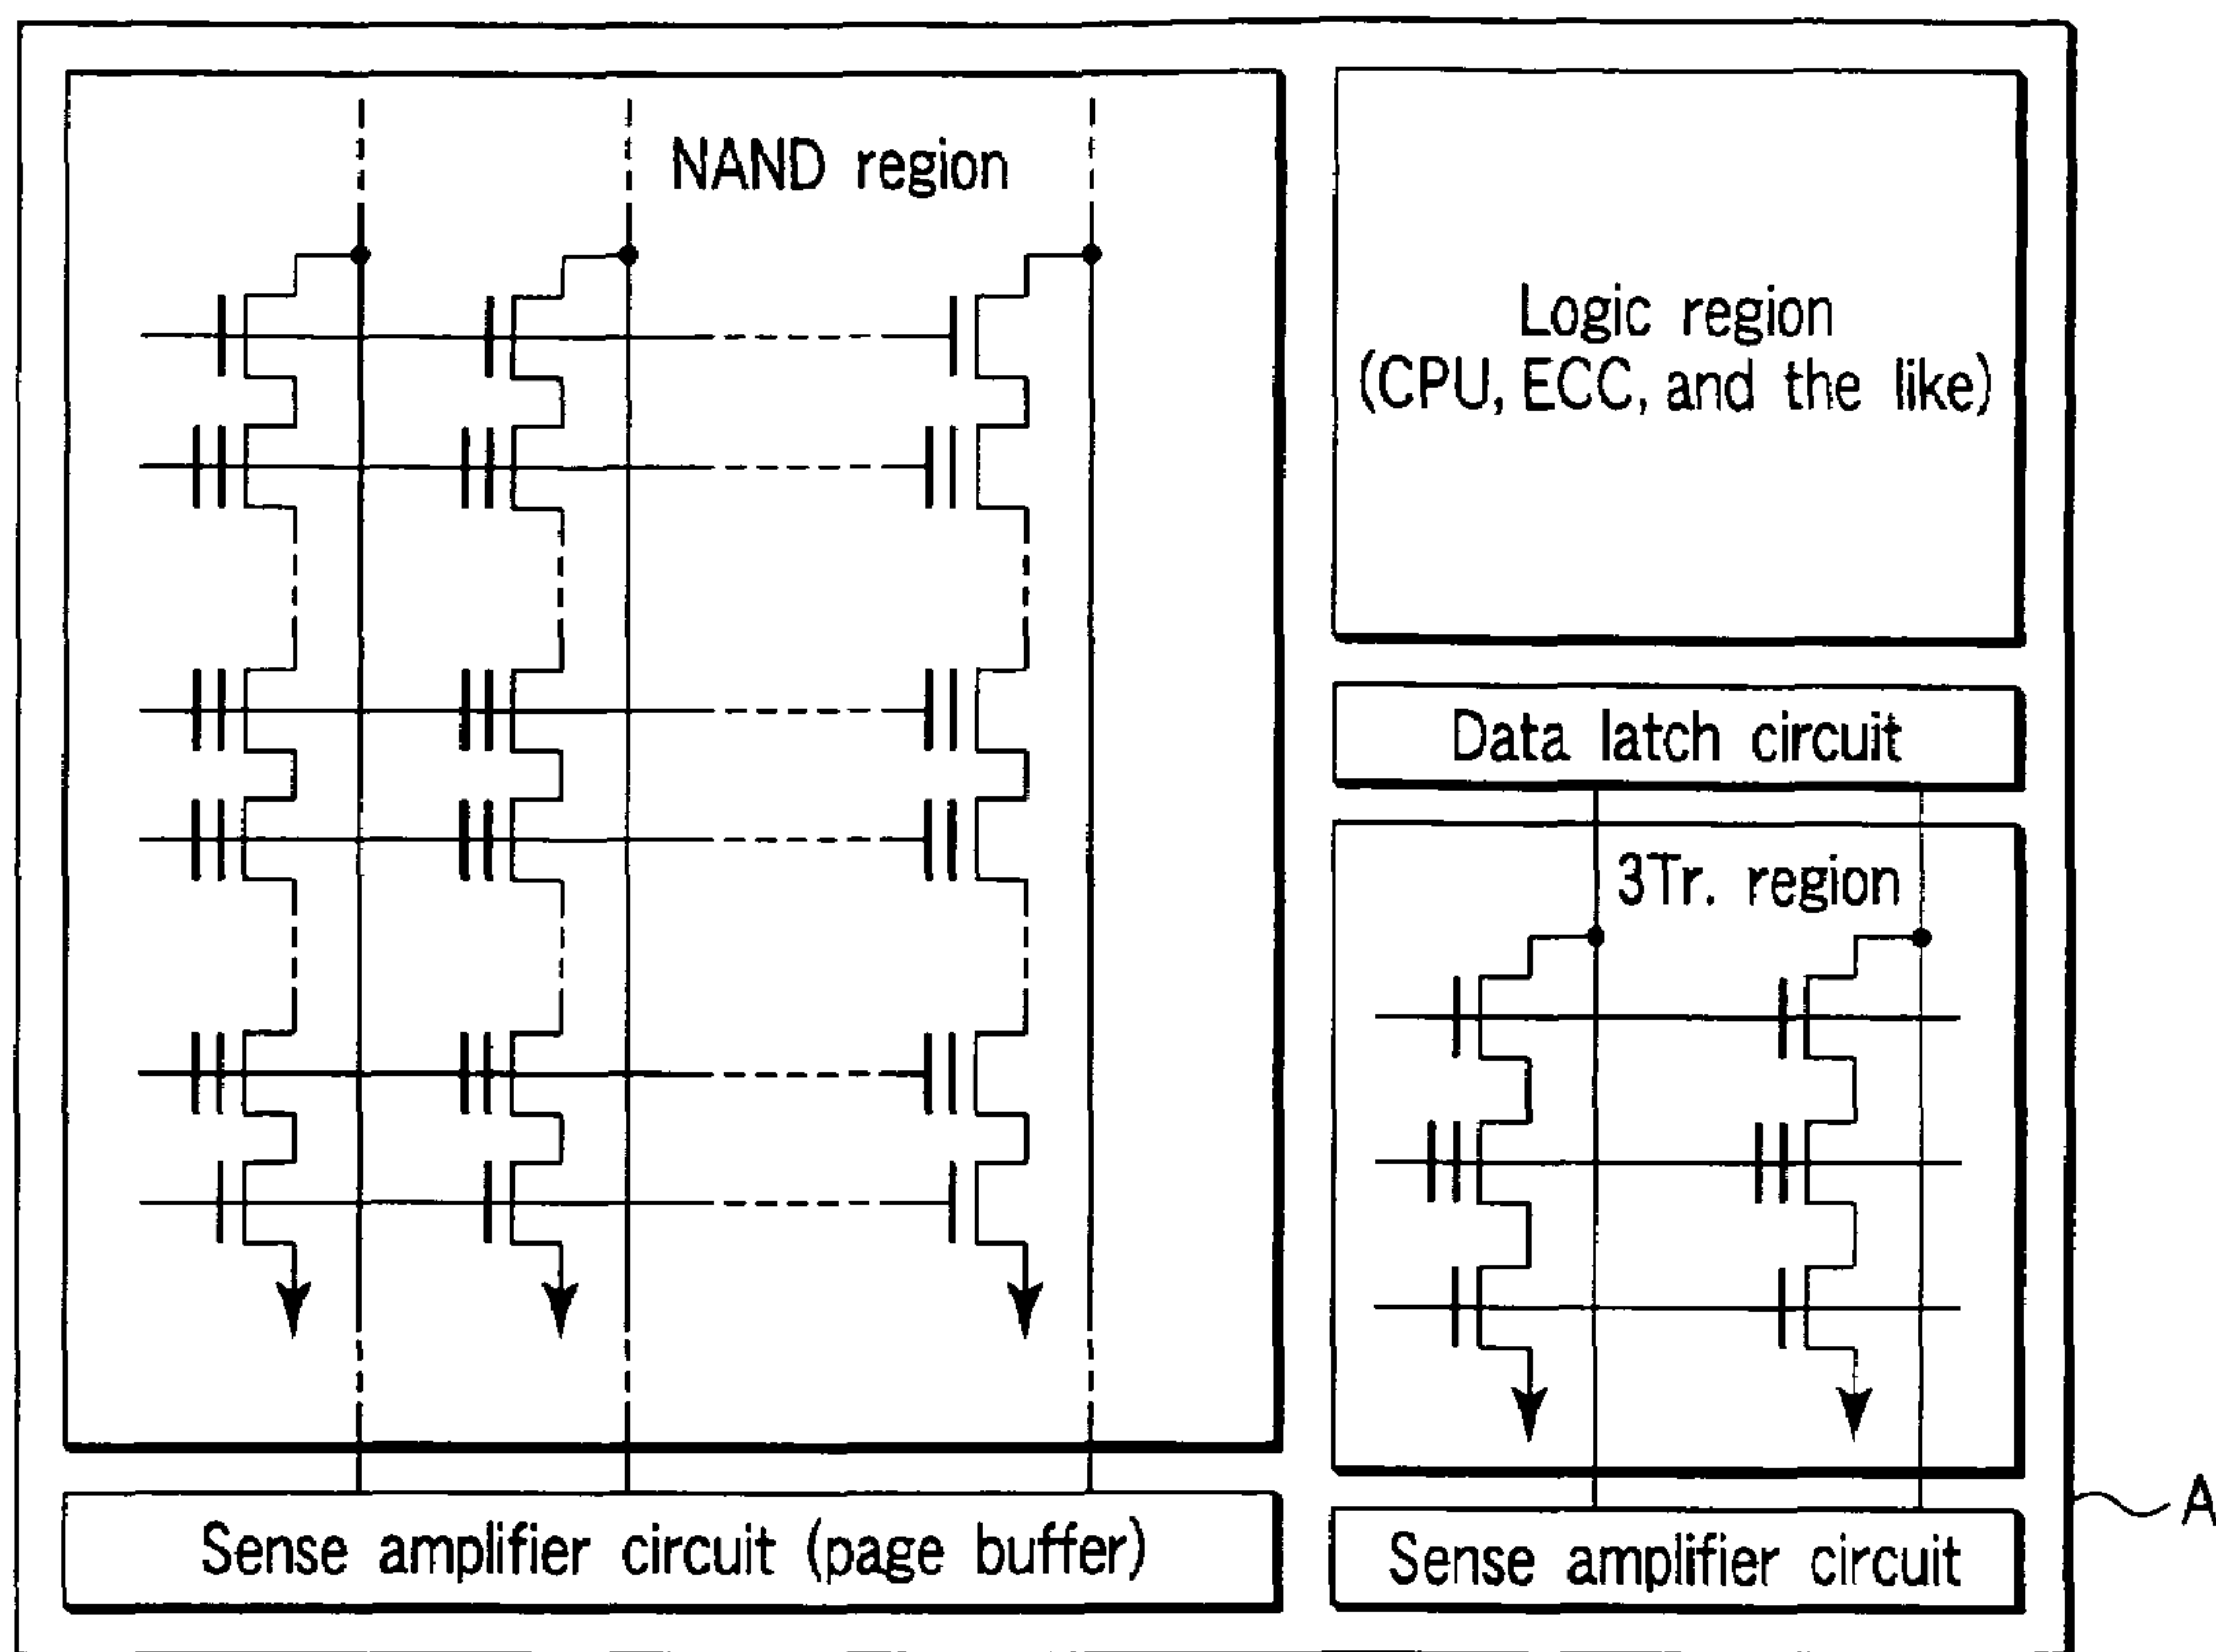 NAND region
Logic region
(CPU, ECC, and the like)
Data latch circuit
3Tr. region
Sense amplifier circuit (page buffer)
Sense amplifier circuit
A